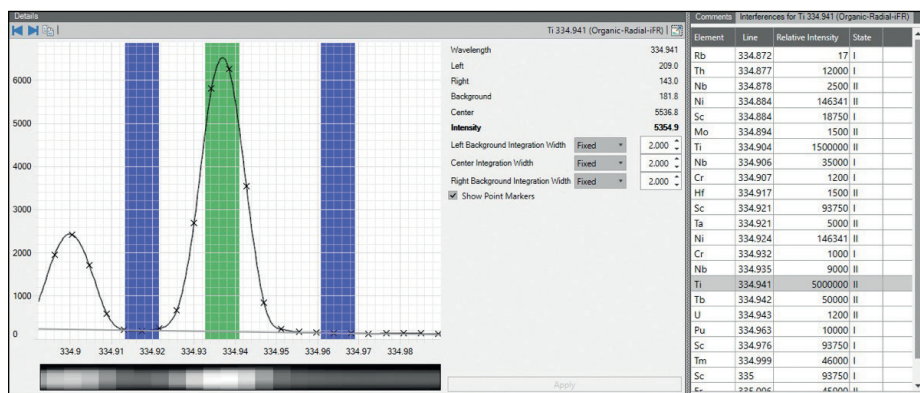 Details
Ti 334.941 (Organic-Radial-iFR)
6000
5000
4000
3000
2000
1000
0
334.9 334.91 334.92 334.93 334.94 334.95 334.96 334.97 334.98
Wavelength 334.941
Left 209.0
Right 143.0
Background 181.8
Center 5536.8
Intensity 5354.9
Left Background Integration Width Fixed 2.000
Center Integration Width Fixed 2.000
Right Background Integration Width Fixed 2.000
Show Point Markers
Apply
Comments Interferences for Ti 334.941 (Organic-Radial-iFR)
Element Line Relative Intensity State
Rb 334.872 17 I
Th 334.877 12000 I
Nb 334.878 2500 II
Ni 334.884 146341 II
Sc 334.884 18750 I
Mo 334.894 1500 II
Ti 334.904 1500000 II
Nb 334.906 35000 I
Cr 334.907 1200 I
Hf 334.917 1500 II
Sc 334.921 93750 I
Ta 334.921 5000 II
Ni 334.924 146341 II
Cr 334.932 1000 I
Nb 334.935 9000 II
Ti 334.941 5000000 II
Tb 334.942 50000 II
U 334.943 1200 II
Pu 334.963 10000 I
Sc 334.976 93750 I
Tm 334.999 46000 I
Sc 335 93750 I
335.006 45000 II